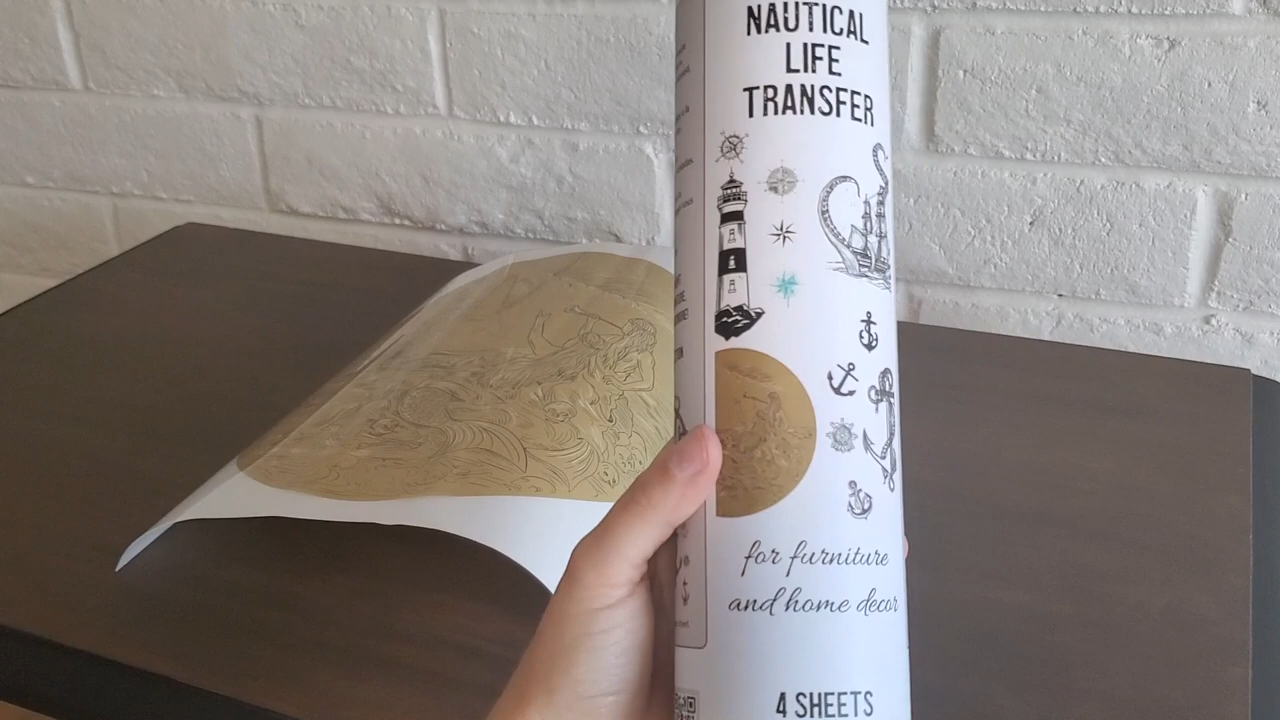 NAUTICAL
LIFE
TRANSFER
for furniture
and home decor
4 SHEETS